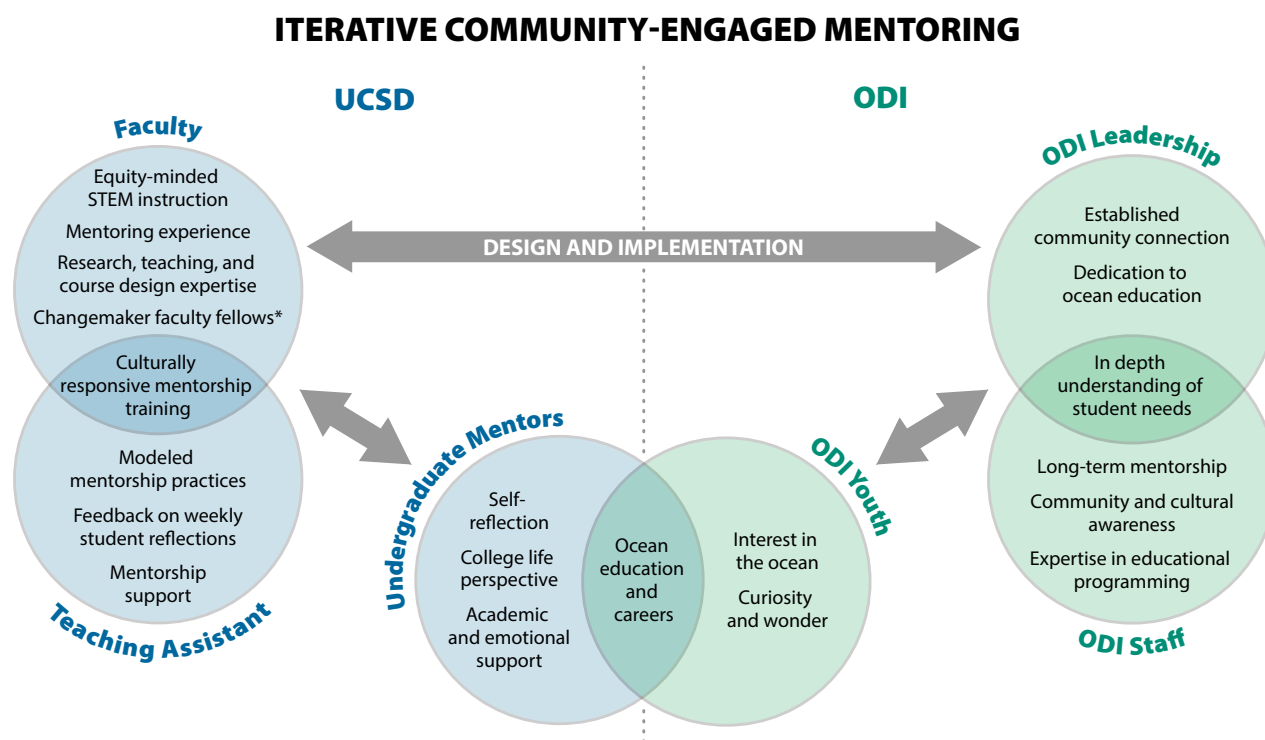 ITERATIVE COMMUNITY-ENGAGED MENTORING
UCSD
ODI
Faculty
Equity-minded
STEM instruction
Mentoring experience
Research, teaching, and
course design expertise
Changemaker faculty fellows*
Culturally
responsive mentorship
training
Modeled
mentorship practices
Feedback on weekly
student reflections
Mentorship
support
Teaching Assistant
DESIGN AND IMPLEMENTATION
Undergraduate Mentors
Self-
reflection
College life
perspective
Academic
and emotional
support
Ocean
education
and
careers
ODI Youth
Interest in
the ocean
Curiosity
and wonder
ODI Leadership
Established
community connection
Dedication to
ocean education
In depth
understanding of
student needs
Long-term mentorship
Community and cultural
awareness
Expertise in educational
programming
ODI Staff